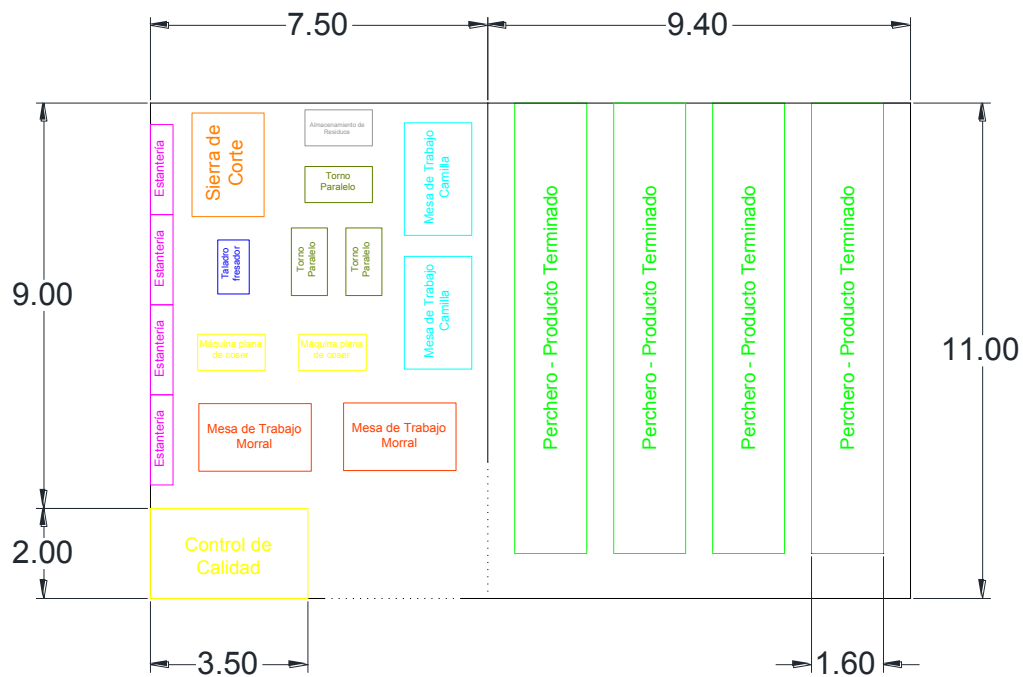 7.50
9.40
9.00
2.00
3.50
11.00
1.60
Estantería
Estantería
Estantería
Estantería
Sierra de
Corte
Almacenamiento de
Residuos
Torno
Paralelo
Mesa de Trabajo
Camilla
Taladro
fresador
Torno
Paralelo
Torno
Paralelo
Mesa de Trabajo
Camilla
Máquina plana
de coser
Máquina plana
de coser
Mesa de Trabajo
Morral
Mesa de Trabajo
Morral
Control de
Calidad
Perchero - Producto Terminado
Perchero - Producto Terminado
Perchero - Producto Terminado
Perchero - Producto Terminado